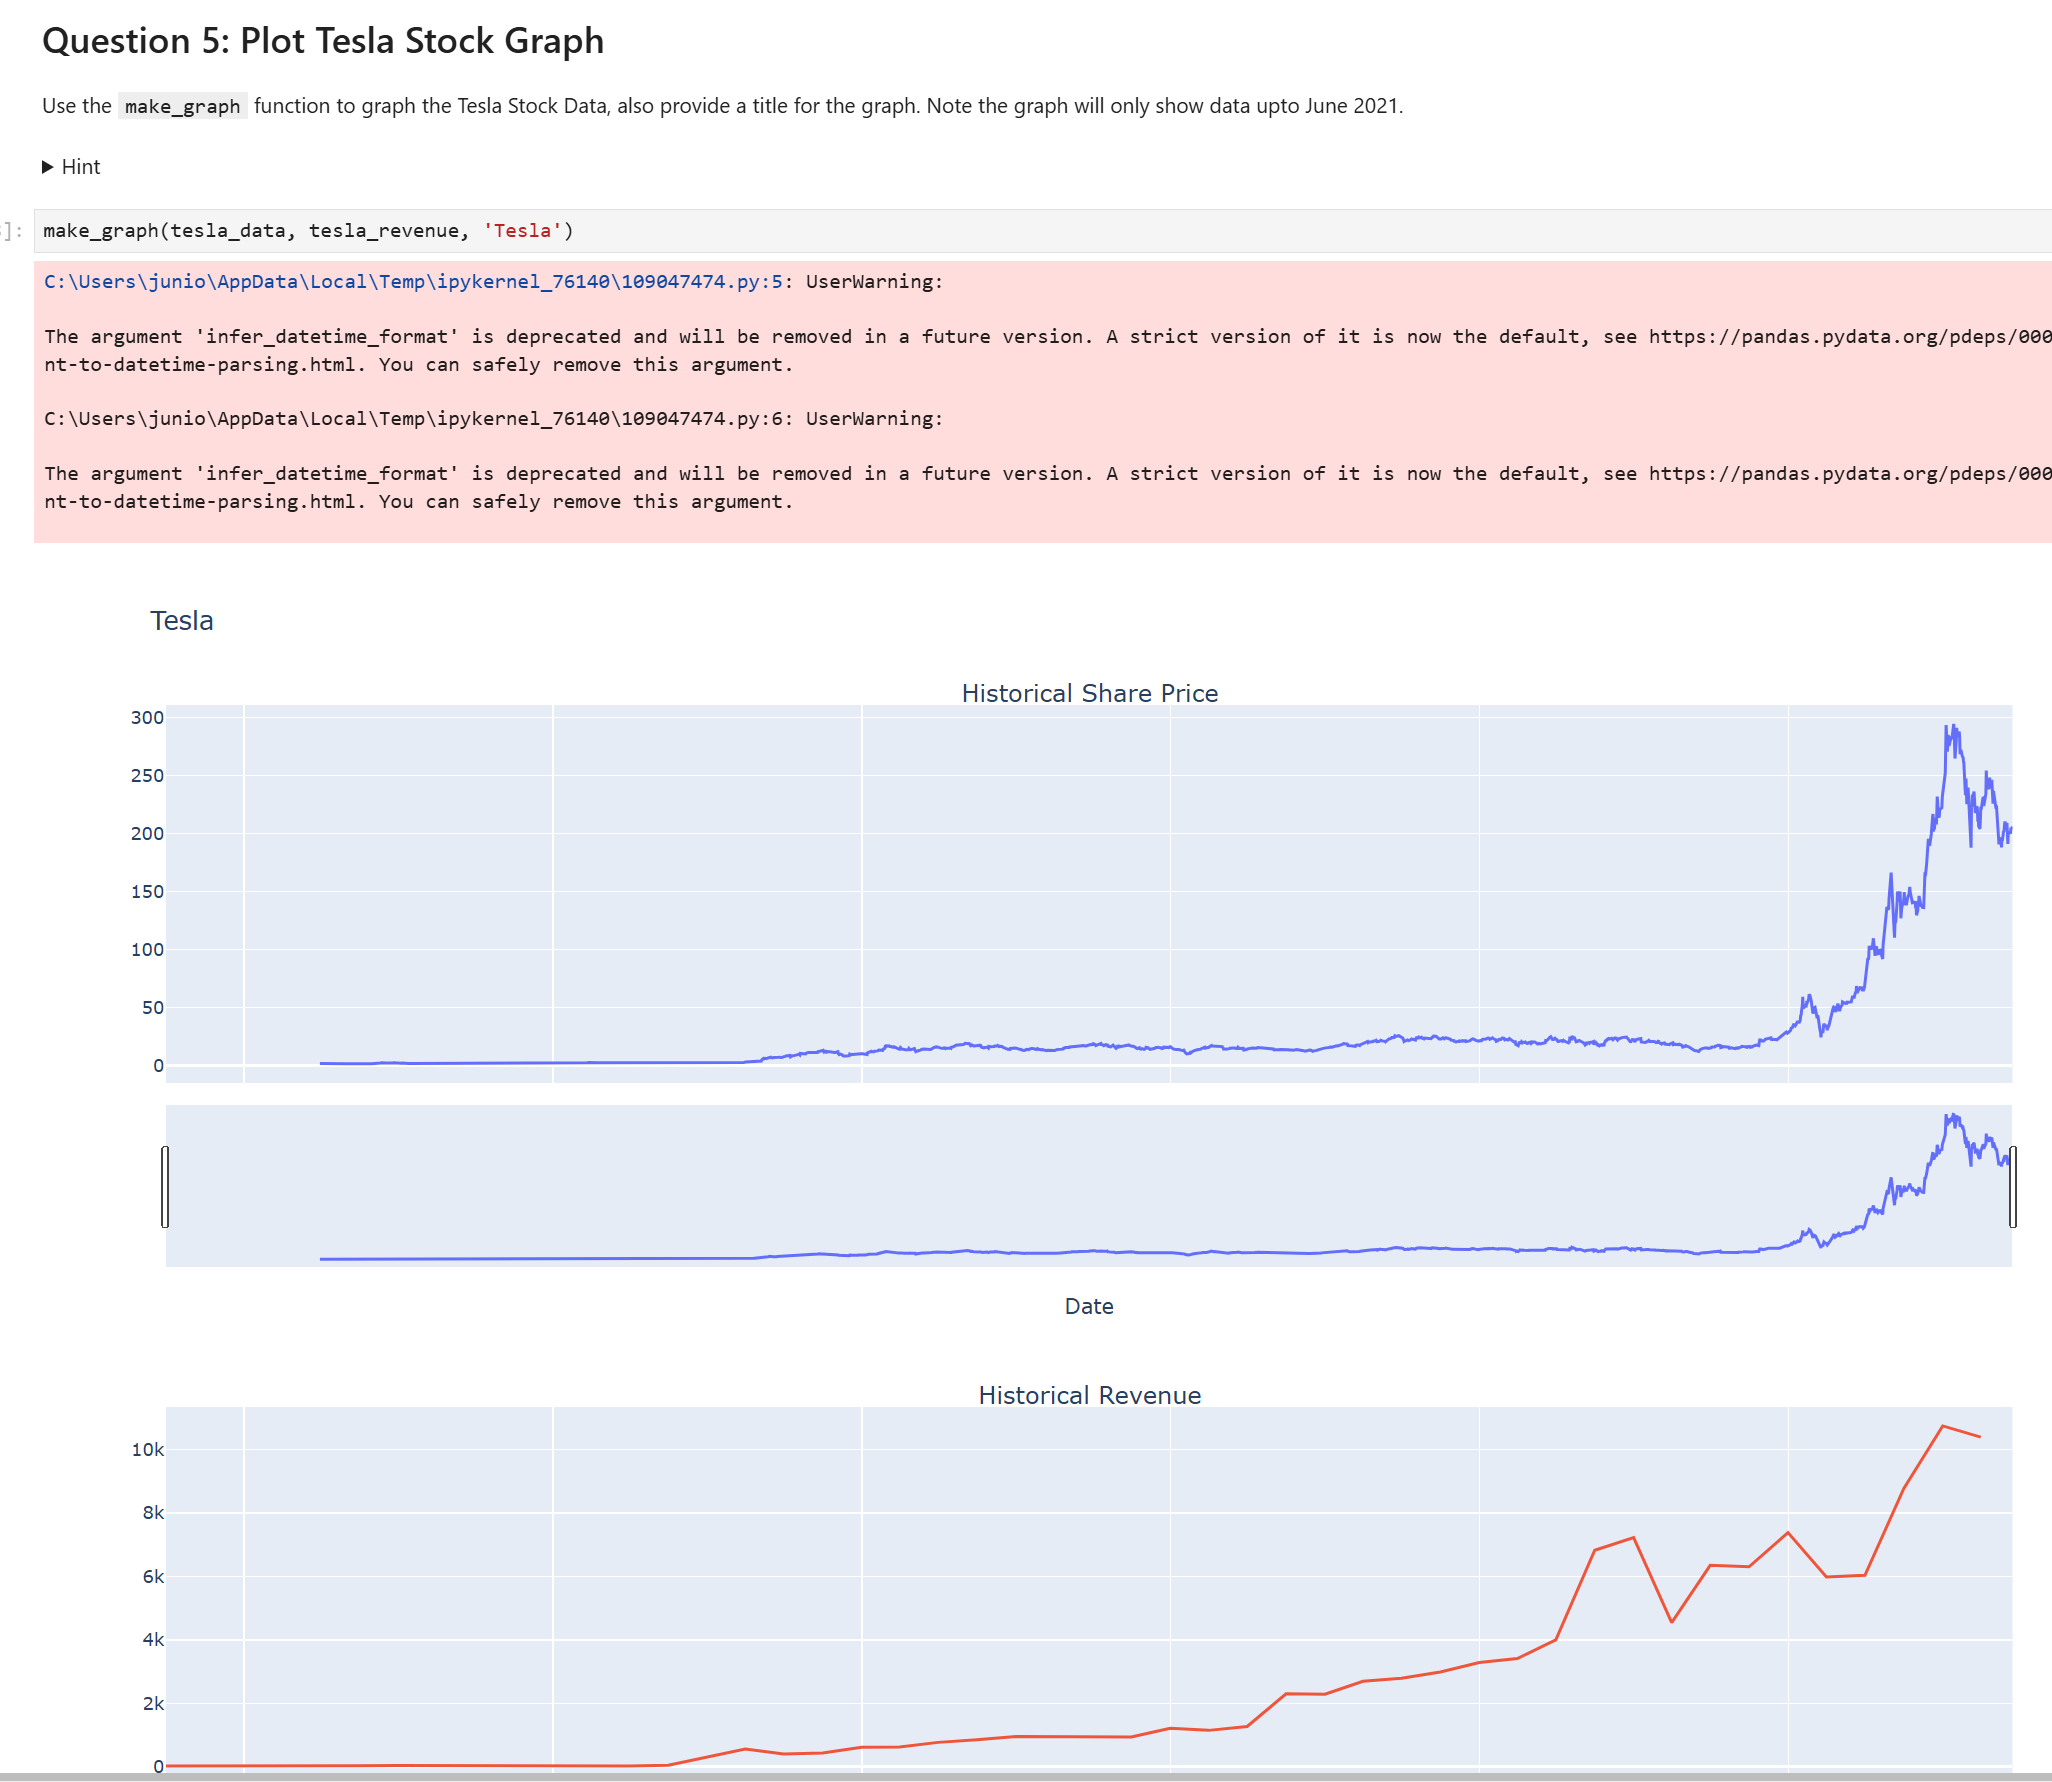 Question 5: Plot Tesla Stock Graph
Use the make_graph function to graph the Tesla Stock Data, also provide a title for the graph. Note the graph will only show data upto June 2021.
Hint
]:
make_graph(tesla_data, tesla_revenue, 'Tesla')
C:\Users\junio\AppData\Local\Temp\ipykernel_76140\109047474.py:5: UserWarning:
The argument 'infer_datetime_format' is deprecated and will be removed in a future version. A strict version of it is now the default, see https://pandas.pydata.org/pdeps/000
nt-to-datetime-parsing.html. You can safely remove this argument.
C:\Users\junio\AppData\Local\Temp\ipykernel_76140\109047474.py:6: UserWarning:
The argument 'infer_datetime_format' is deprecated and will be removed in a future version. A strict version of it is now the default, see https://pandas.pydata.org/pdeps/000
nt-to-datetime-parsing.html. You can safely remove this argument.
Tesla
Historical Share Price
300
250
200
150
100
50
0
Date
Historical Revenue
10k
8k
6k
4k
2k
0